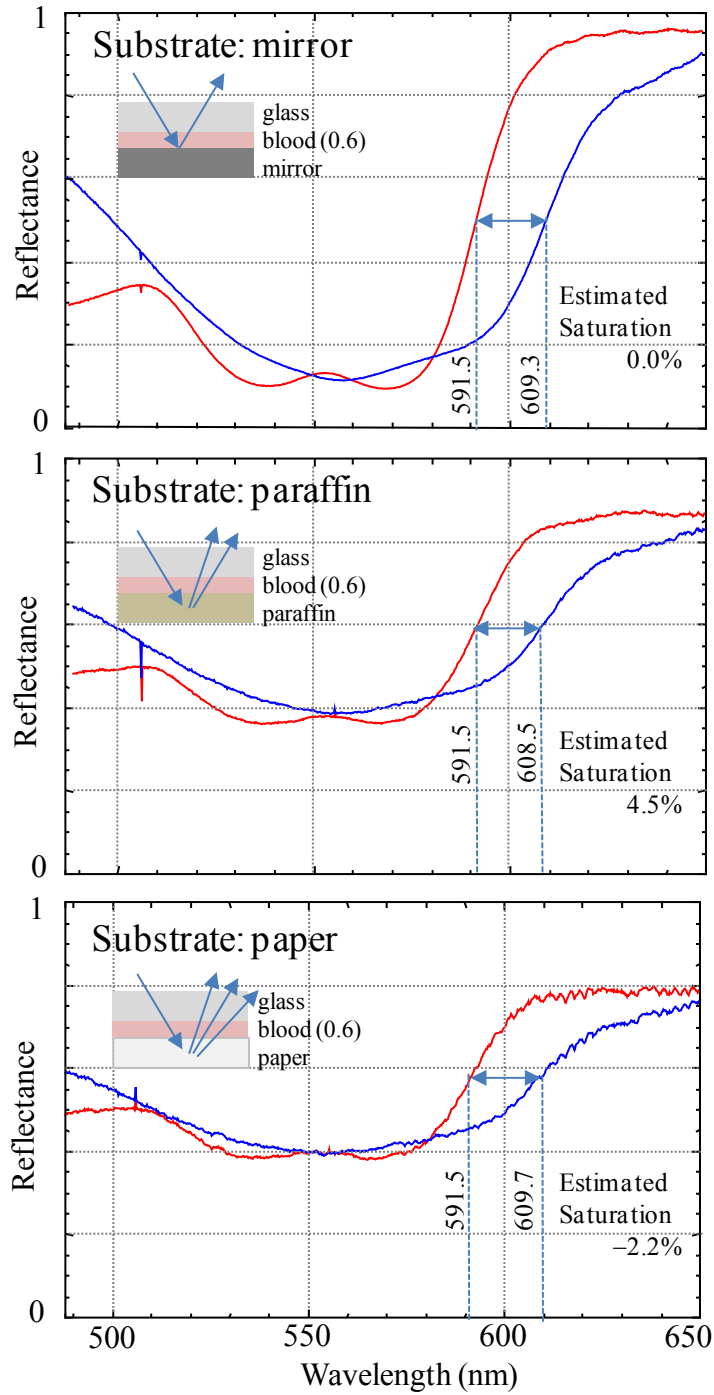 1
Substrate: mirror
glass
blood (0.6)
mirror
Reflectance
Estimated
Saturation
0.0%
591.5
609.3
0
1
Substrate: paraffin
glass
blood (0.6)
paraffin
Reflectance
Estimated
Saturation
4.5%
591.5
608.5
0
1
Substrate: paper
glass
blood (0.6)
paper
Reflectance
Estimated
Saturation
−2.2%
591.5
609.7
0
500 550 600 650
Wavelength (nm)